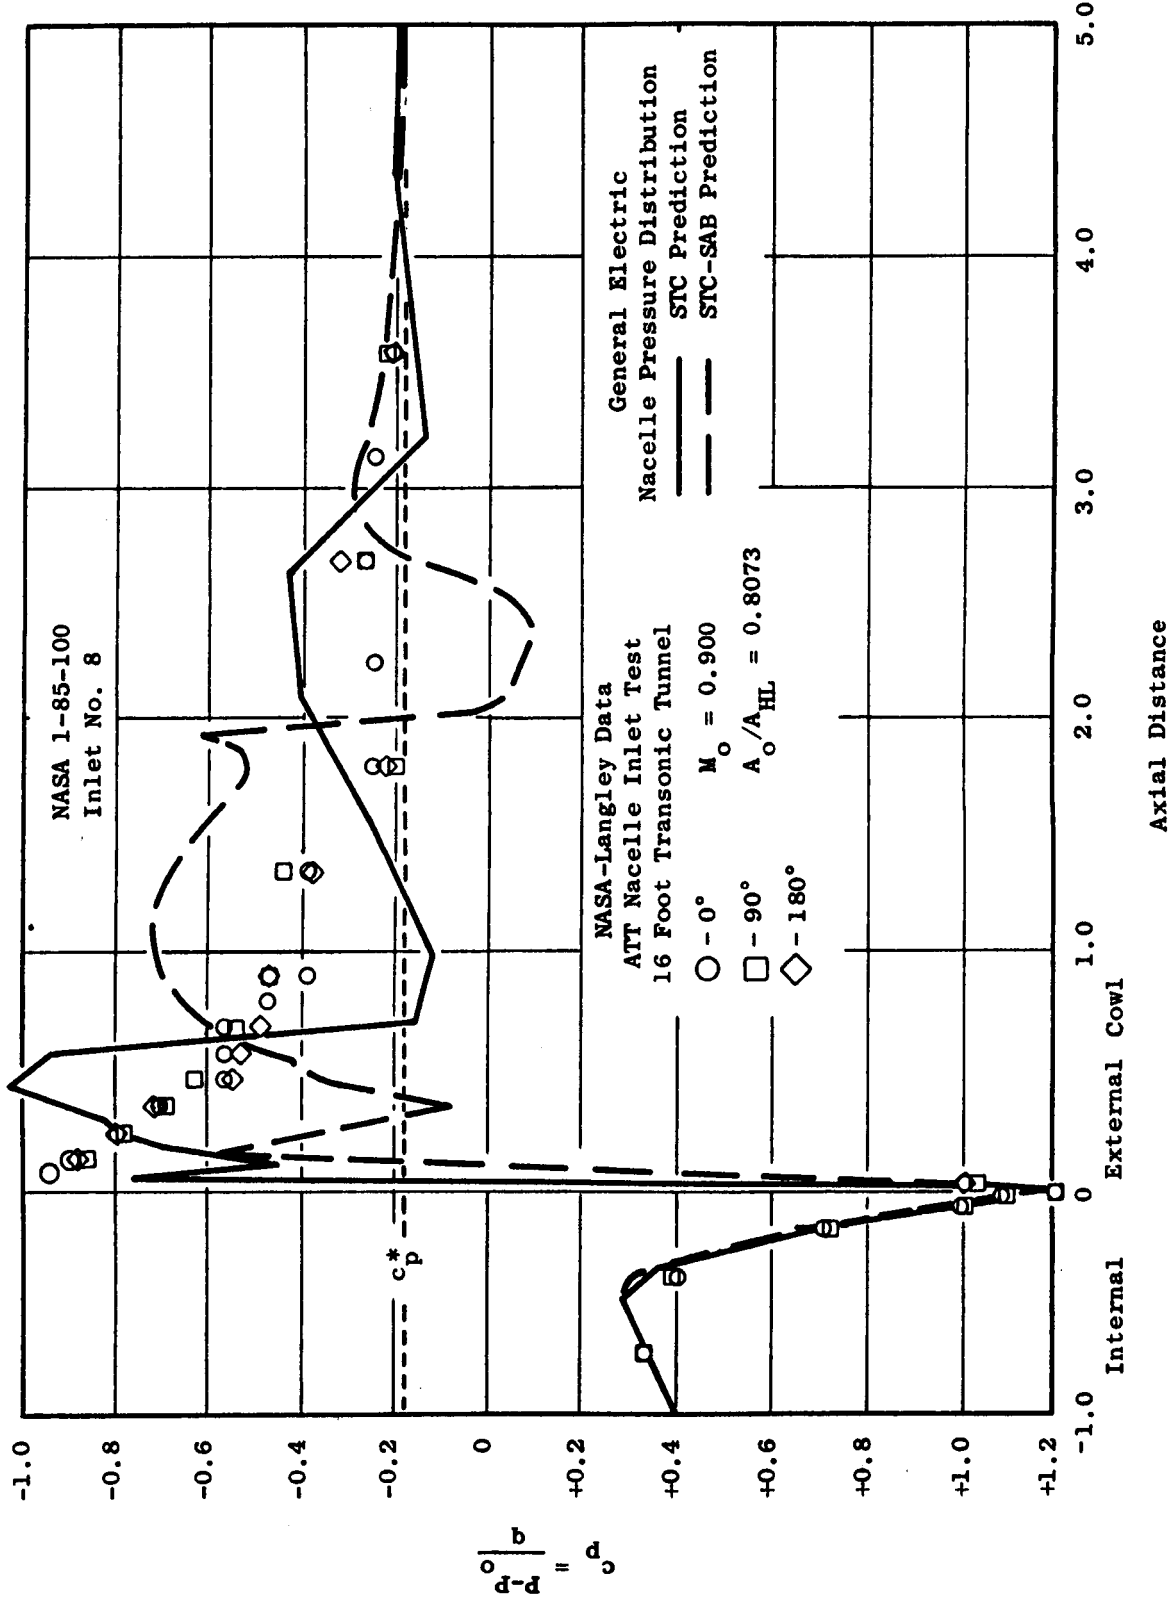 NASA 1-85-100
Inlet No. 8
-1.0
-0.8
-0.6
-0.4
-0.2
0
+0.2
+0.4
+0.6
+0.8
+1.0
+1.2
c_p = (P-P_o)/q
c_p*
NASA-Langley Data
ATT Nacelle Inlet Test
16 Foot Transonic Tunnel
○ - 0° M_o = 0.900
□ - 90° A_o/A_HL = 0.8073
◇ - 180°
General Electric
Nacelle Pressure Distribution
STC Prediction
STC-SAB Prediction
-1.0 0 1.0 2.0 3.0 4.0 5.0
Internal External Cowl
Axial Distance